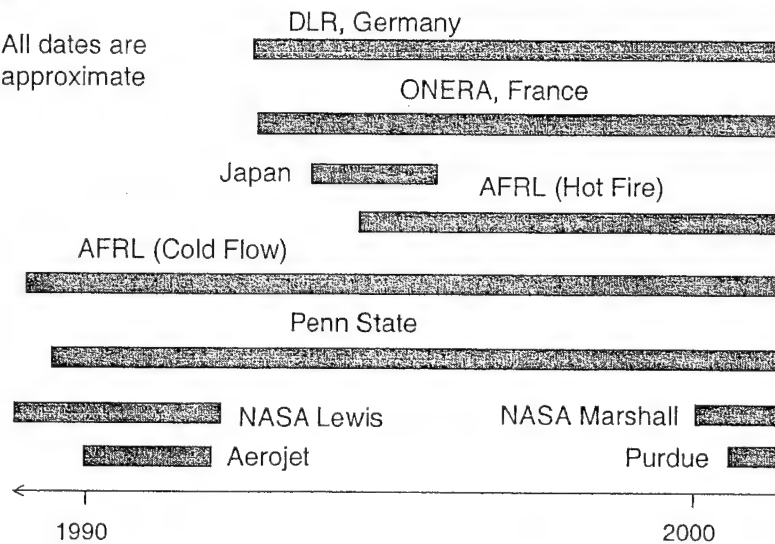 DLR, Germany
All dates are
approximate
ONERA, France
Japan
AFRL (Hot Fire)
AFRL (Cold Flow)
Penn State
NASA Lewis
NASA Marshall
Aerojet
Purdue
1990
2000